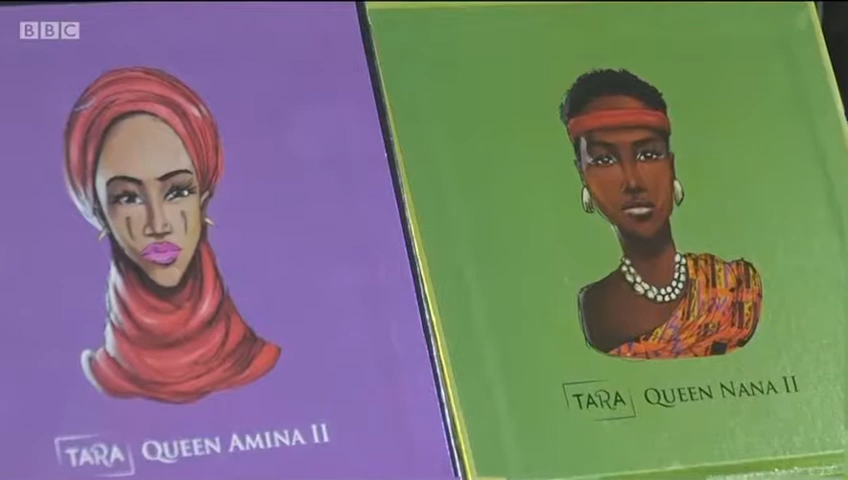 BBC
TARA QUEEN AMINA II
TARA QUEEN NANA II